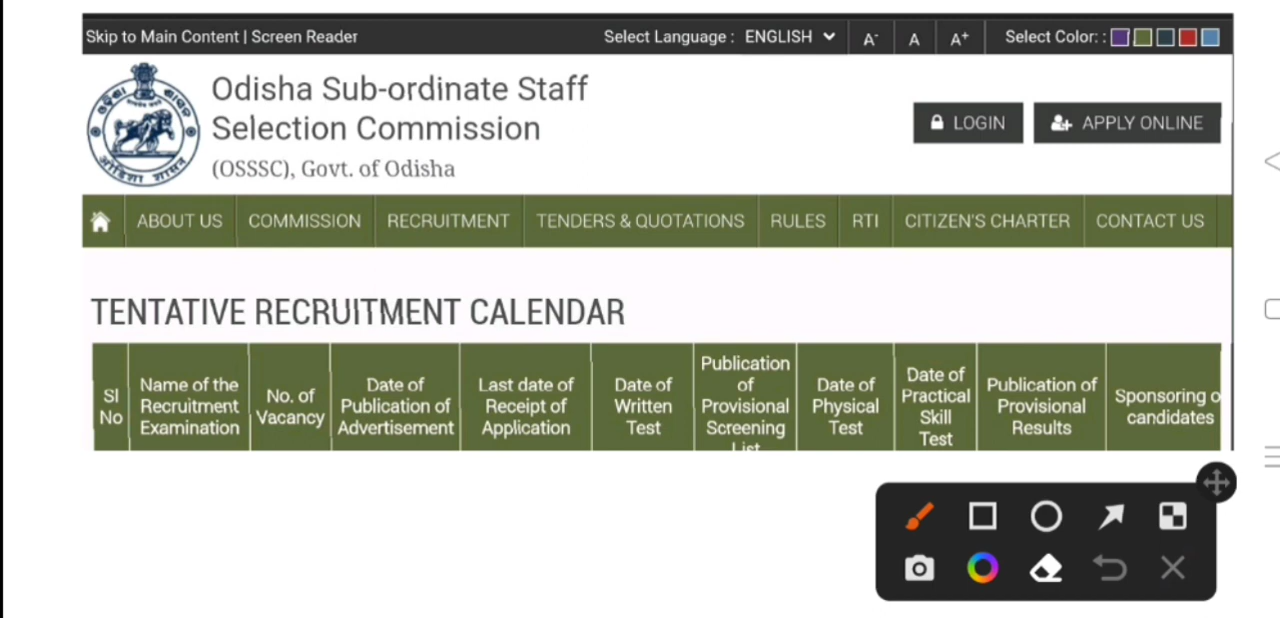 Skip to Main Content | Screen Reader
Select Language : ENGLISH
A-
A
A+
Select Color: :
Odisha Sub-ordinate Staff
Selection Commission
(OSSSC), Govt. of Odisha
LOGIN
APPLY ONLINE
ABOUT US
COMMISSION
RECRUITMENT
TENDERS & QUOTATIONS
RULES
RTI
CITIZEN'S CHARTER
CONTACT US
TENTATIVE RECRUITMENT CALENDAR
Sl
No
Name of the
Recruitment
Examination
No. of
Vacancy
Date of
Publication of
Advertisement
Last date of
Receipt of
Application
Date of
Written
Test
Publication
of
Provisional
Screening
List
Date of
Physical
Test
Date of
Practical
Skill
Test
Publication of
Provisional
Results
Sponsoring o
candidates